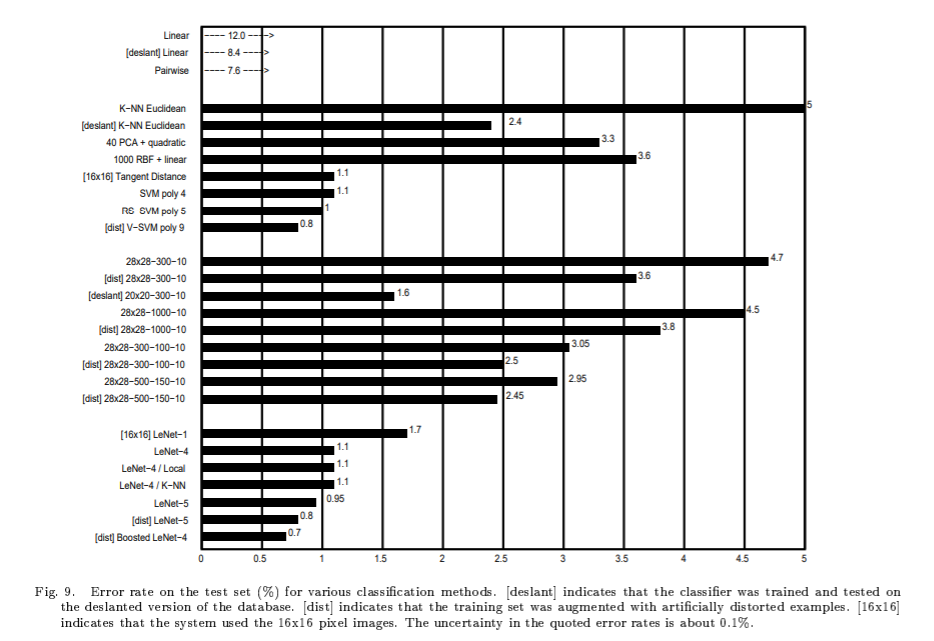 Linear ---- 12.0 ---->
[deslant] Linear ---- 8.4 ---->
Pairwise ---- 7.6 ---->
K−NN Euclidean 5
[deslant] K−NN Euclidean 2.4
40 PCA + quadratic 3.3
1000 RBF + linear 3.6
[16x16] Tangent Distance 1.1
SVM poly 4 1.1
RS SVM poly 5 1
[dist] V−SVM poly 9 0.8
28x28−300−10 4.7
[dist] 28x28−300−10 3.6
[deslant] 20x20−300−10 1.6
28x28−1000−10 4.5
[dist] 28x28−1000−10 3.8
28x28−300−100−10 3.05
[dist] 28x28−300−100−10 2.5
28x28−500−150−10 2.95
[dist] 28x28−500−150−10 2.45
[16x16] LeNet−1 1.7
LeNet−4 1.1
LeNet−4 / Local 1.1
LeNet−4 / K−NN 1.1
LeNet−5 0.95
[dist] LeNet−5 0.8
[dist] Boosted LeNet−4 0.7
0 0.5 1 1.5 2 2.5 3 3.5 4 4.5 5
Fig. 9. Error rate on the test set (%) for various classification methods. [deslant] indicates that the classifier was trained and tested on
the deslanted version of the database. [dist] indicates that the training set was augmented with artificially distorted examples. [16x16]
indicates that the system used the 16x16 pixel images. The uncertainty in the quoted error rates is about 0.1%.